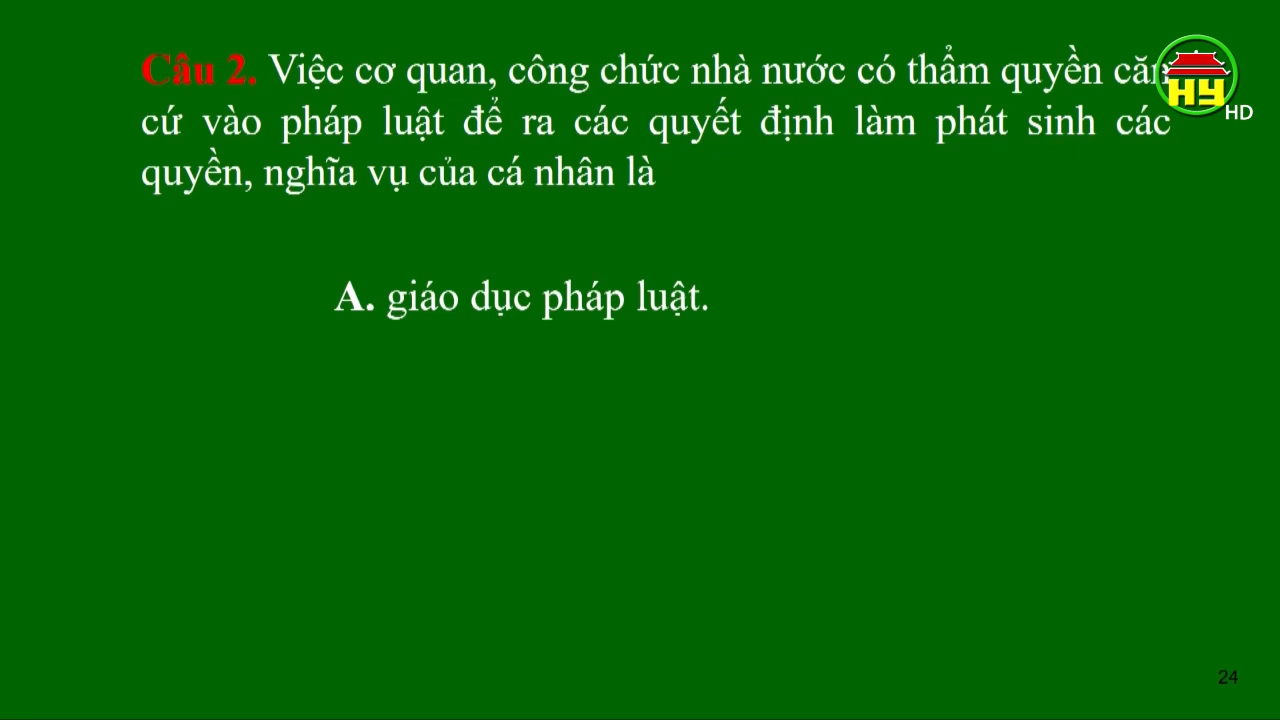 Câu 2. Việc cơ quan, công chức nhà nước có thẩm quyền căn
cứ vào pháp luật để ra các quyết định làm phát sinh các
quyền, nghĩa vụ của cá nhân là
A. giáo dục pháp luật.
HY
HD
24